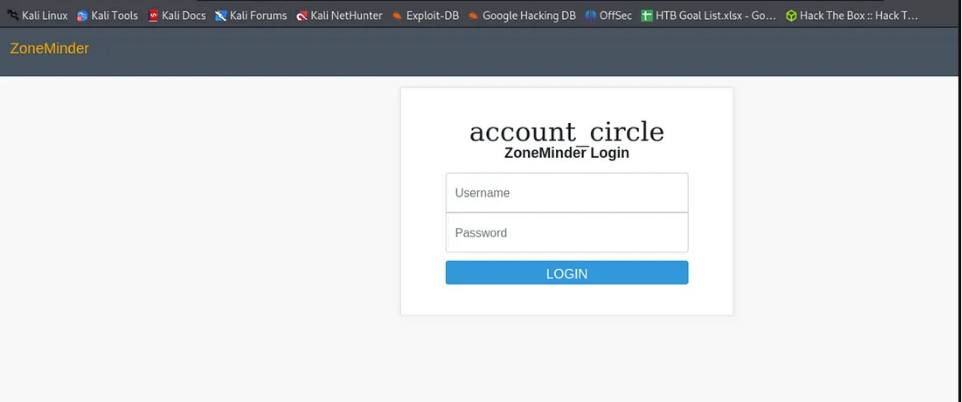 Kali Linux Kali Tools Kali Docs Kali Forums Kali NetHunter Exploit-DB Google Hacking DB OffSec HTB Goal List.xlsx - Go... Hack The Box :: Hack T...
ZoneMinder
account_circle
ZoneMinder Login
Username
Password
LOGIN